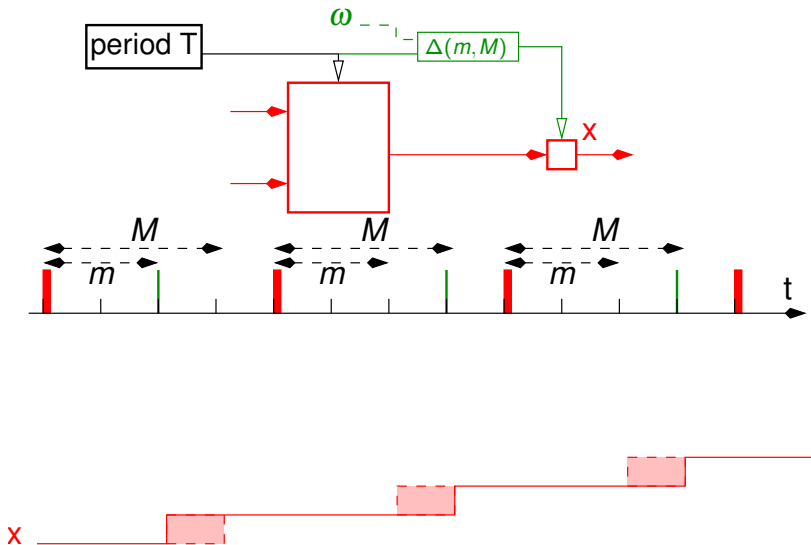 ω
period T
Δ(m, M)
x
M M M
m m m
t
x